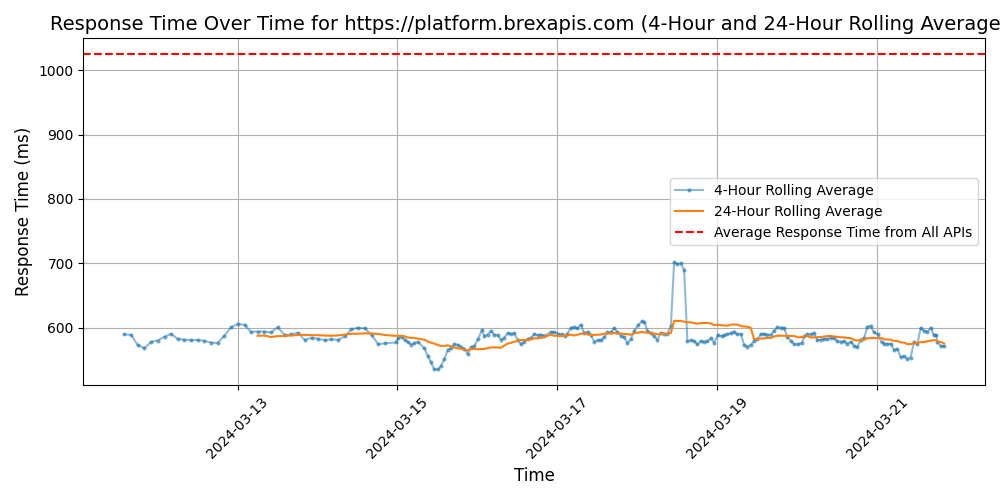 Response Time Over Time for https://platform.brexapis.com (4-Hour and 24-Hour Rolling Average
Response Time (ms)
1000
900
800
700
600
4-Hour Rolling Average
24-Hour Rolling Average
Average Response Time from All APIs
2024-03-13
2024-03-15
2024-03-17
2024-03-19
2024-03-21
Time